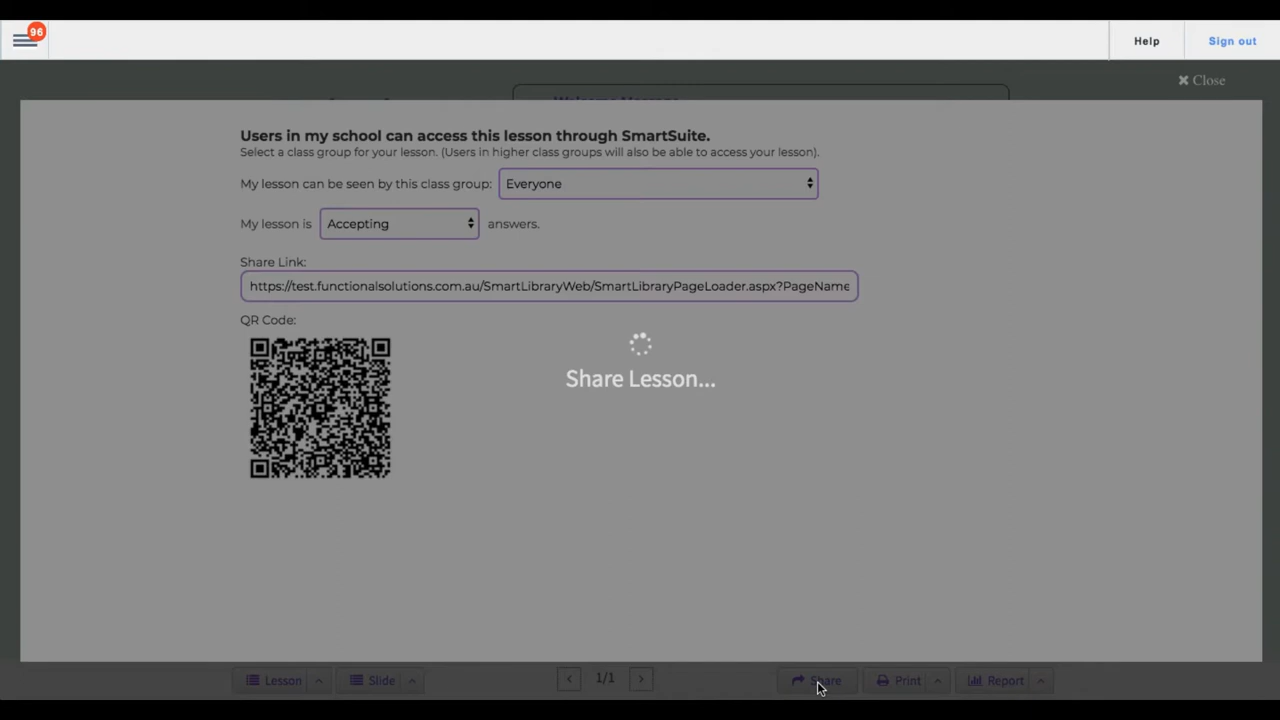 96
Help
Sign out
✖ Close
Welcome Message
Users in my school can access this lesson through SmartSuite.
Select a class group for your lesson. (Users in higher class groups will also be able to access your lesson).
My lesson can be seen by this class group: Everyone
My lesson is Accepting answers.
Share Link:
https://test.functionalsolutions.com.au/SmartLibraryWeb/SmartLibraryPageLoader.aspx?PageName
QR Code:
Share Lesson...
Lesson
Slide
1/1
Share
Print
Report